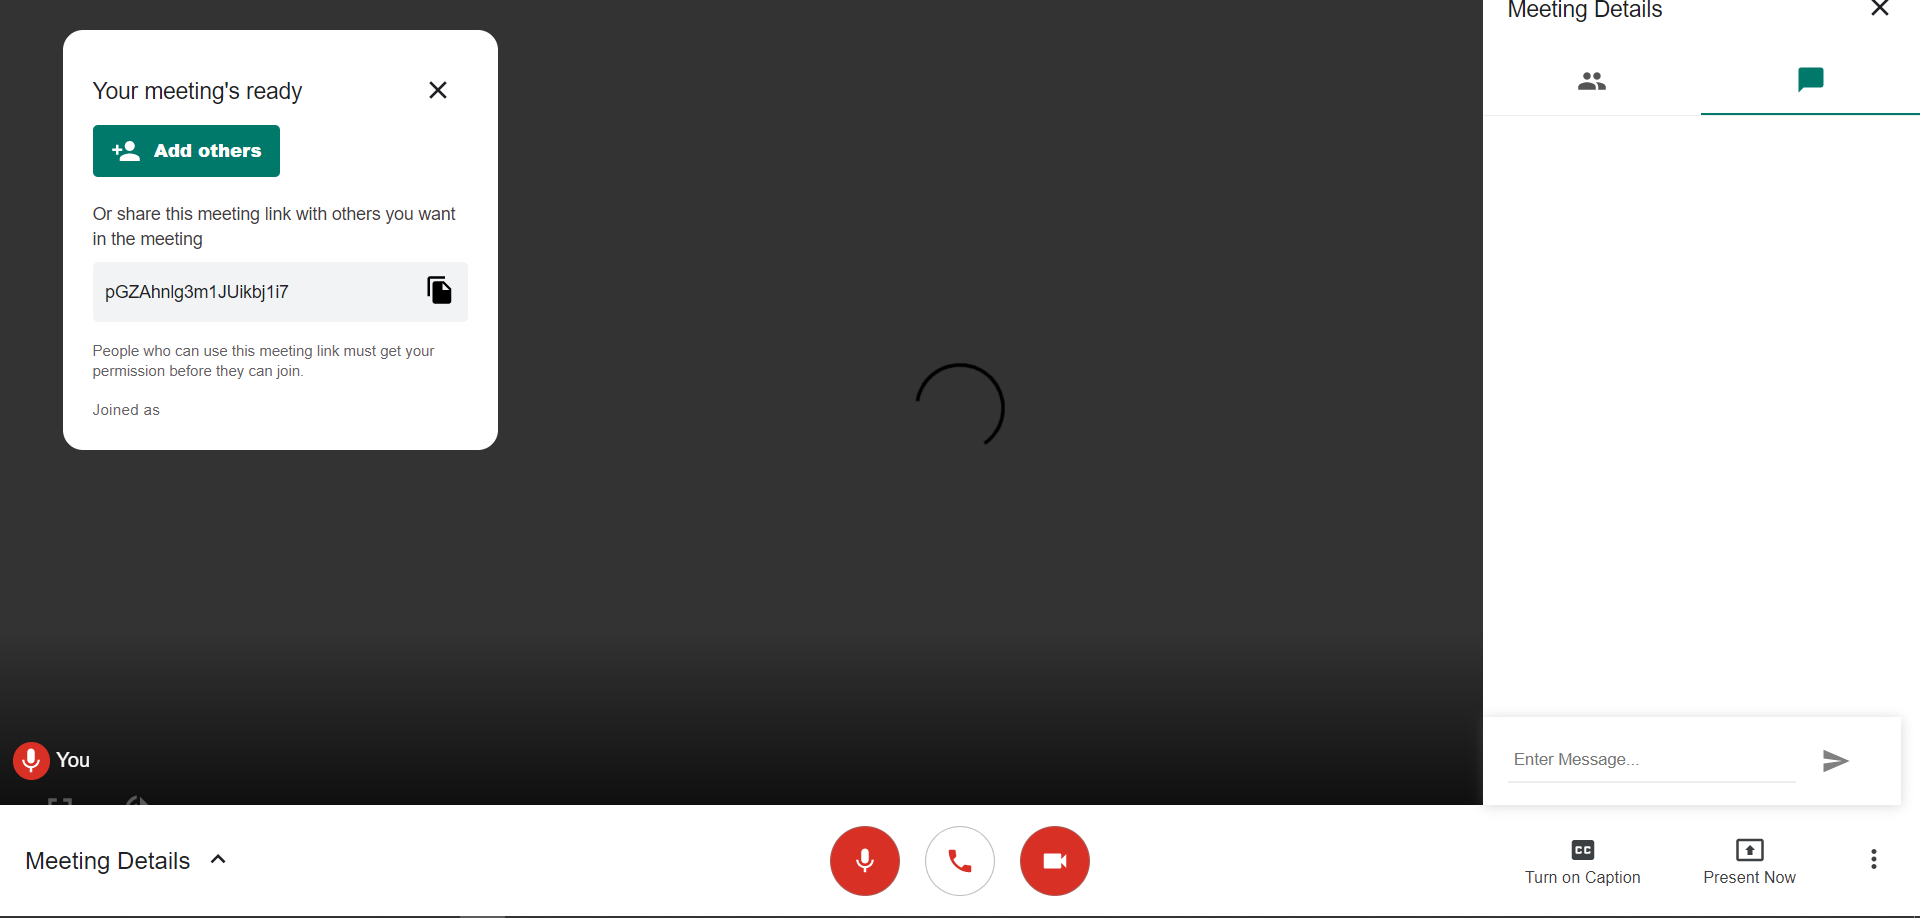 Your meeting's ready
Add others
Or share this meeting link with others you want
in the meeting
pGZAhnlg3m1JUikbj1i7
People who can use this meeting link must get your
permission before they can join.
Joined as
You
Meeting Details
Enter Message...
Meeting Details
CC
Turn on Caption
Present Now